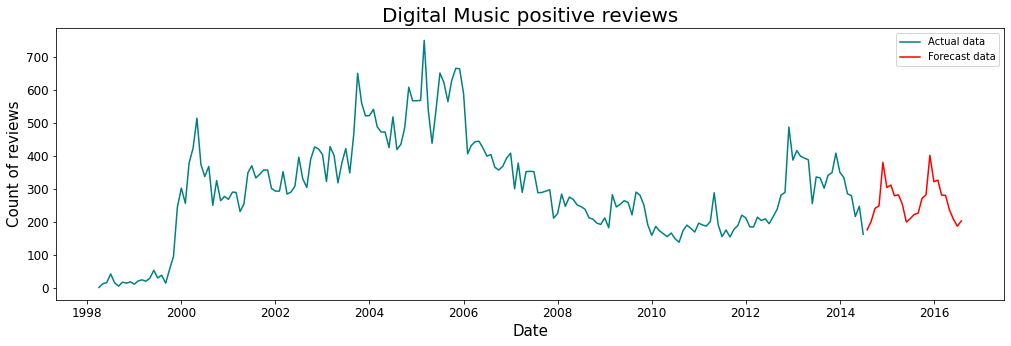 Digital Music positive reviews
Actual data
Forecast data
Count of reviews
700
600
500
400
300
200
100
0
1998 2000 2002 2004 2006 2008 2010 2012 2014 2016
Date